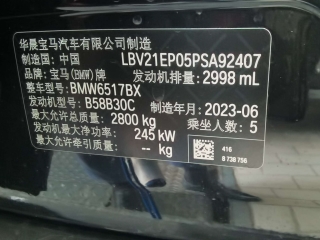 华晨宝马汽车有限公司制造
制造国：中国 LBV21EP05PSA92407
品牌：宝马(BMW)牌 发动机排量：2998 mL
整车型号：BMW6517BX
发动机型号：B58B30C 制造年月：2023-06
最大允许总质量：2800 kg 乘坐人数：5
发动机最大净功率：245 kW
最大允许牵引质量：-- kg
416
8 738 756